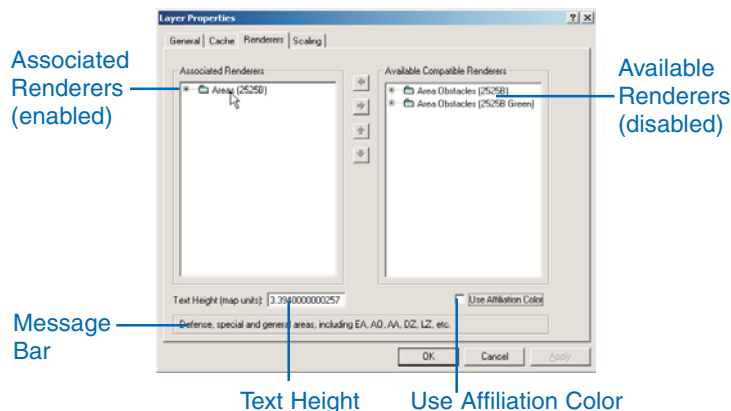 Layer Properties
General Cache Renderers Scaling
Associated Renderers
(enabled)
Associated Renderers
Areas (2525B)
Available Compatible Renderers
Area Obstacles (2525B)
Area Obstacles (2525B Green)
Available Renderers
(disabled)
Text Height (map units): 3.3940000000257
Use Affiliation Color
Message Bar
Defense, special and general areas, including EA, AO, AA, DZ, LZ, etc.
OK Cancel Apply
Text Height
Use Affiliation Color